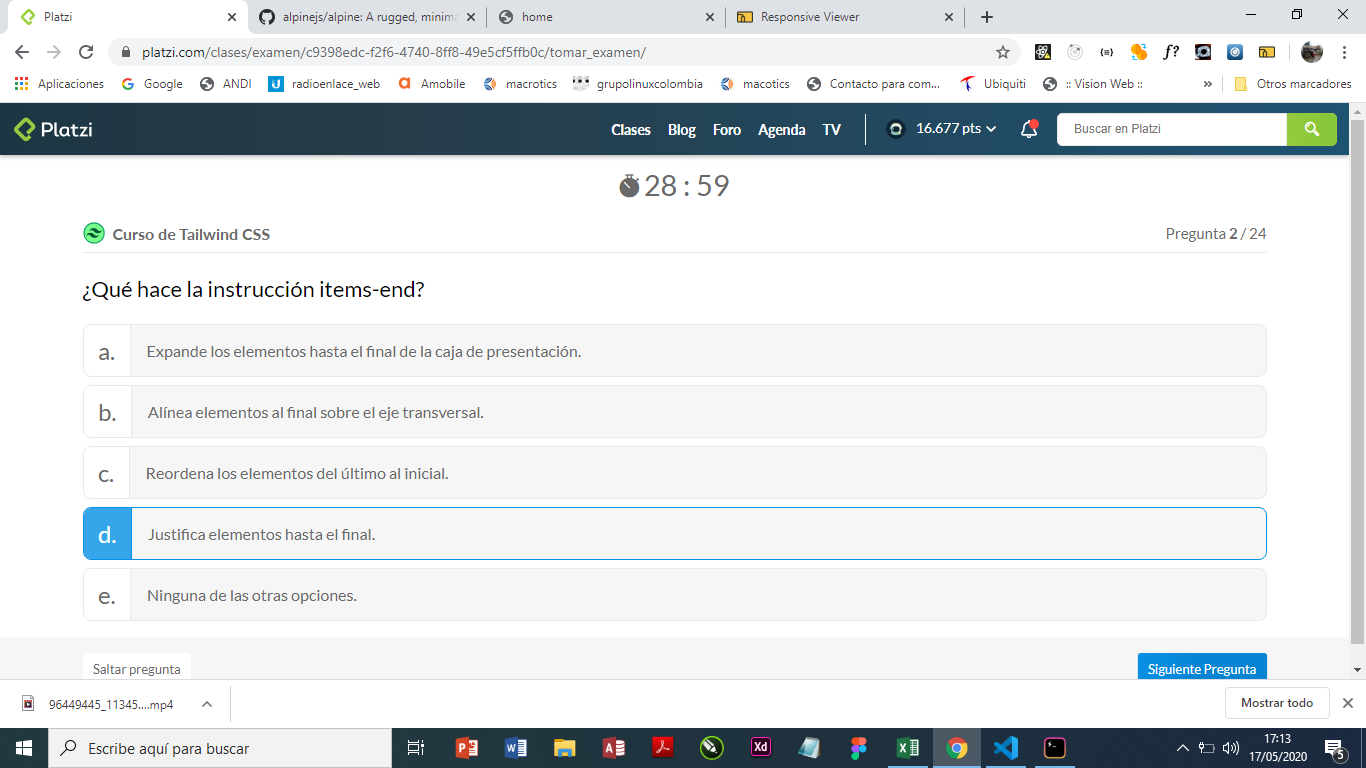 Platzi
alpinejs/alpine: A rugged, minima
home
Responsive Viewer
platzi.com/clases/examen/c9398edc-f2f6-4740-8ff8-49e5cf5ffb0c/tomar_examen/
Aplicaciones
Google
ANDI
radioenlace_web
Amobile
macrotics
grupolinuxcolombia
macotics
Contacto para com...
Ubiquiti
:: Vision Web ::
»
Otros marcadores
Platzi
Clases
Blog
Foro
Agenda
TV
16.677 pts
Buscar en Platzi
28 : 59
Curso de Tailwind CSS
Pregunta 2 / 24
¿Qué hace la instrucción items-end?
a. Expande los elementos hasta el final de la caja de presentación.
b. Alínea elementos al final sobre el eje transversal.
c. Reordena los elementos del último al inicial.
d. Justifica elementos hasta el final.
e. Ninguna de las otras opciones.
Saltar pregunta
Siguiente Pregunta
96449445_11345....mp4
Mostrar todo
Escribe aquí para buscar
17:13
17/05/2020
5